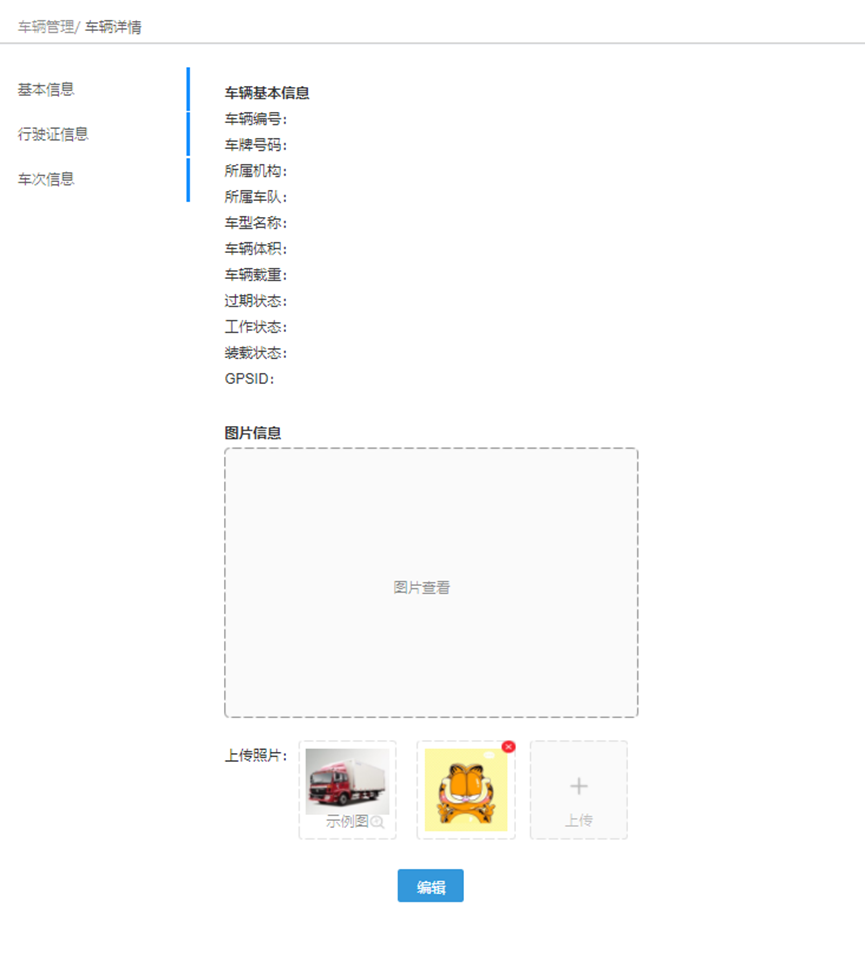 车辆管理/ 车辆详情
基本信息
行驶证信息
车次信息
车辆基本信息
车辆编号：
车牌号码：
所属机构：
所属车队：
车型名称：
车辆体积：
车辆载重：
过期状态：
工作状态：
装载状态：
GPSID：
图片信息
图片查看
上传照片：
示例图
上传
编辑